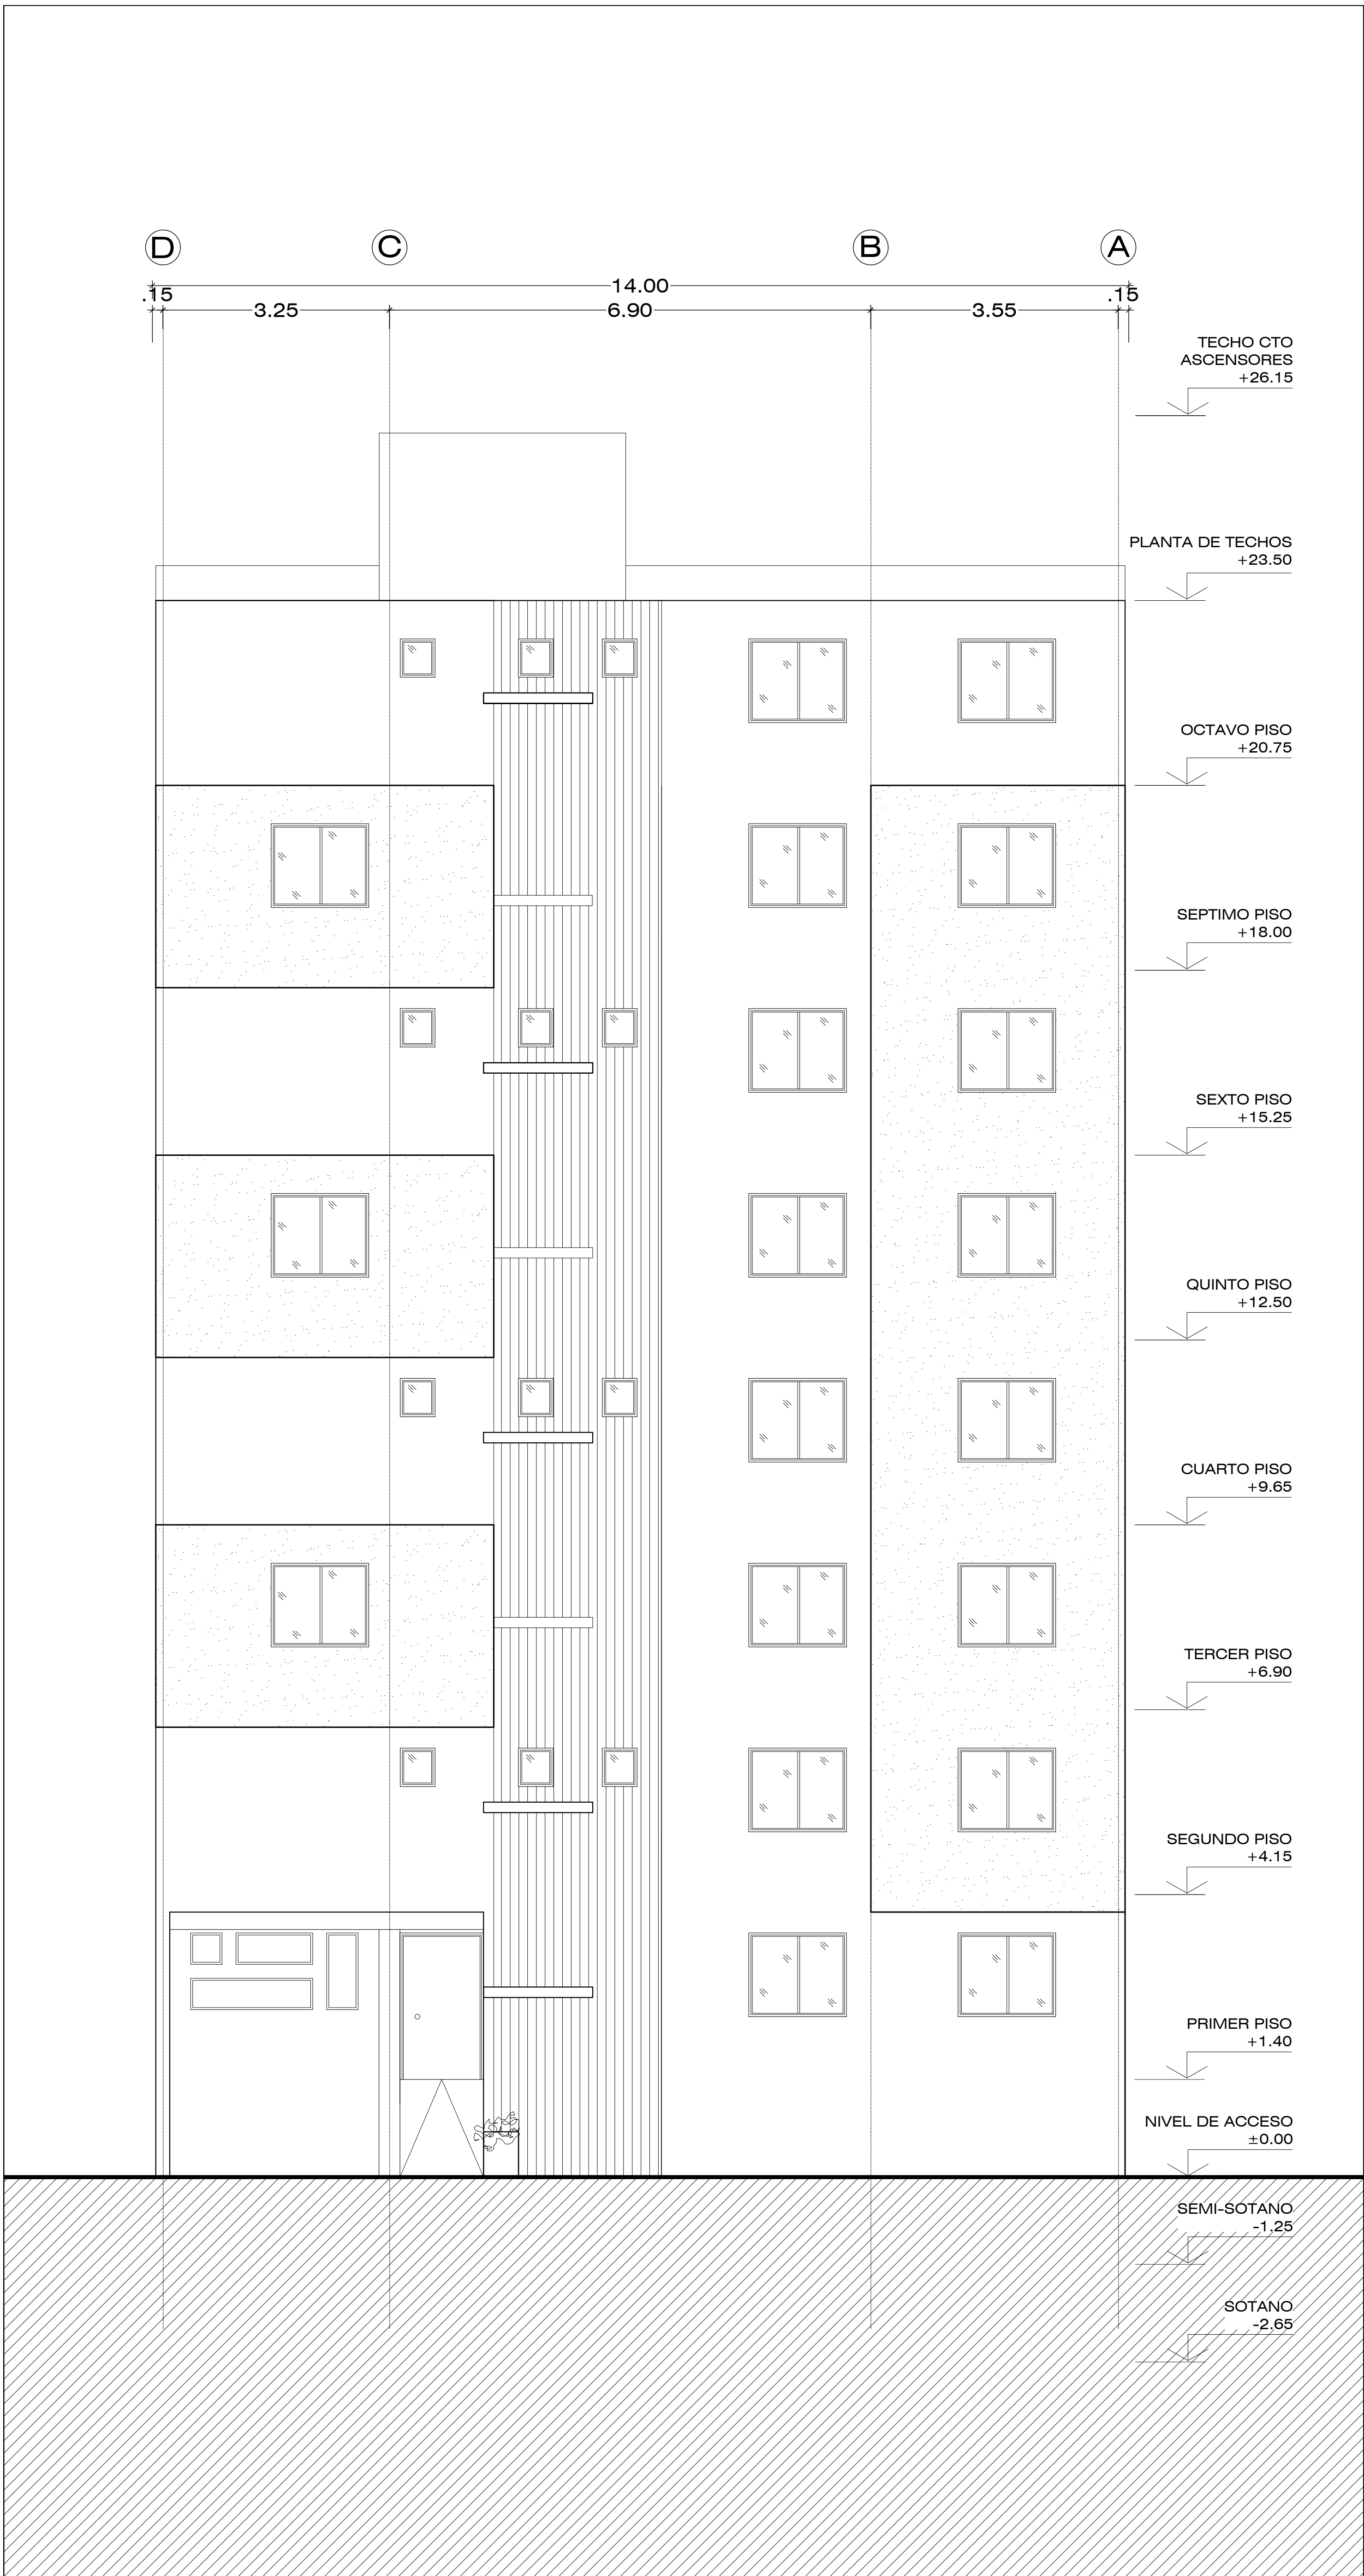 D
C
B
A
14.00
.15
3.25
6.90
3.55
.15
TECHO CTO
ASCENSORES
+26.15
PLANTA DE TECHOS
+23.50
OCTAVO PISO
+20.75
SEPTIMO PISO
+18.00
SEXTO PISO
+15.25
QUINTO PISO
+12.50
CUARTO PISO
+9.65
TERCER PISO
+6.90
SEGUNDO PISO
+4.15
PRIMER PISO
+1.40
NIVEL DE ACCESO
±0.00
SEMI-SOTANO
-1.25
SOTANO
-2.65